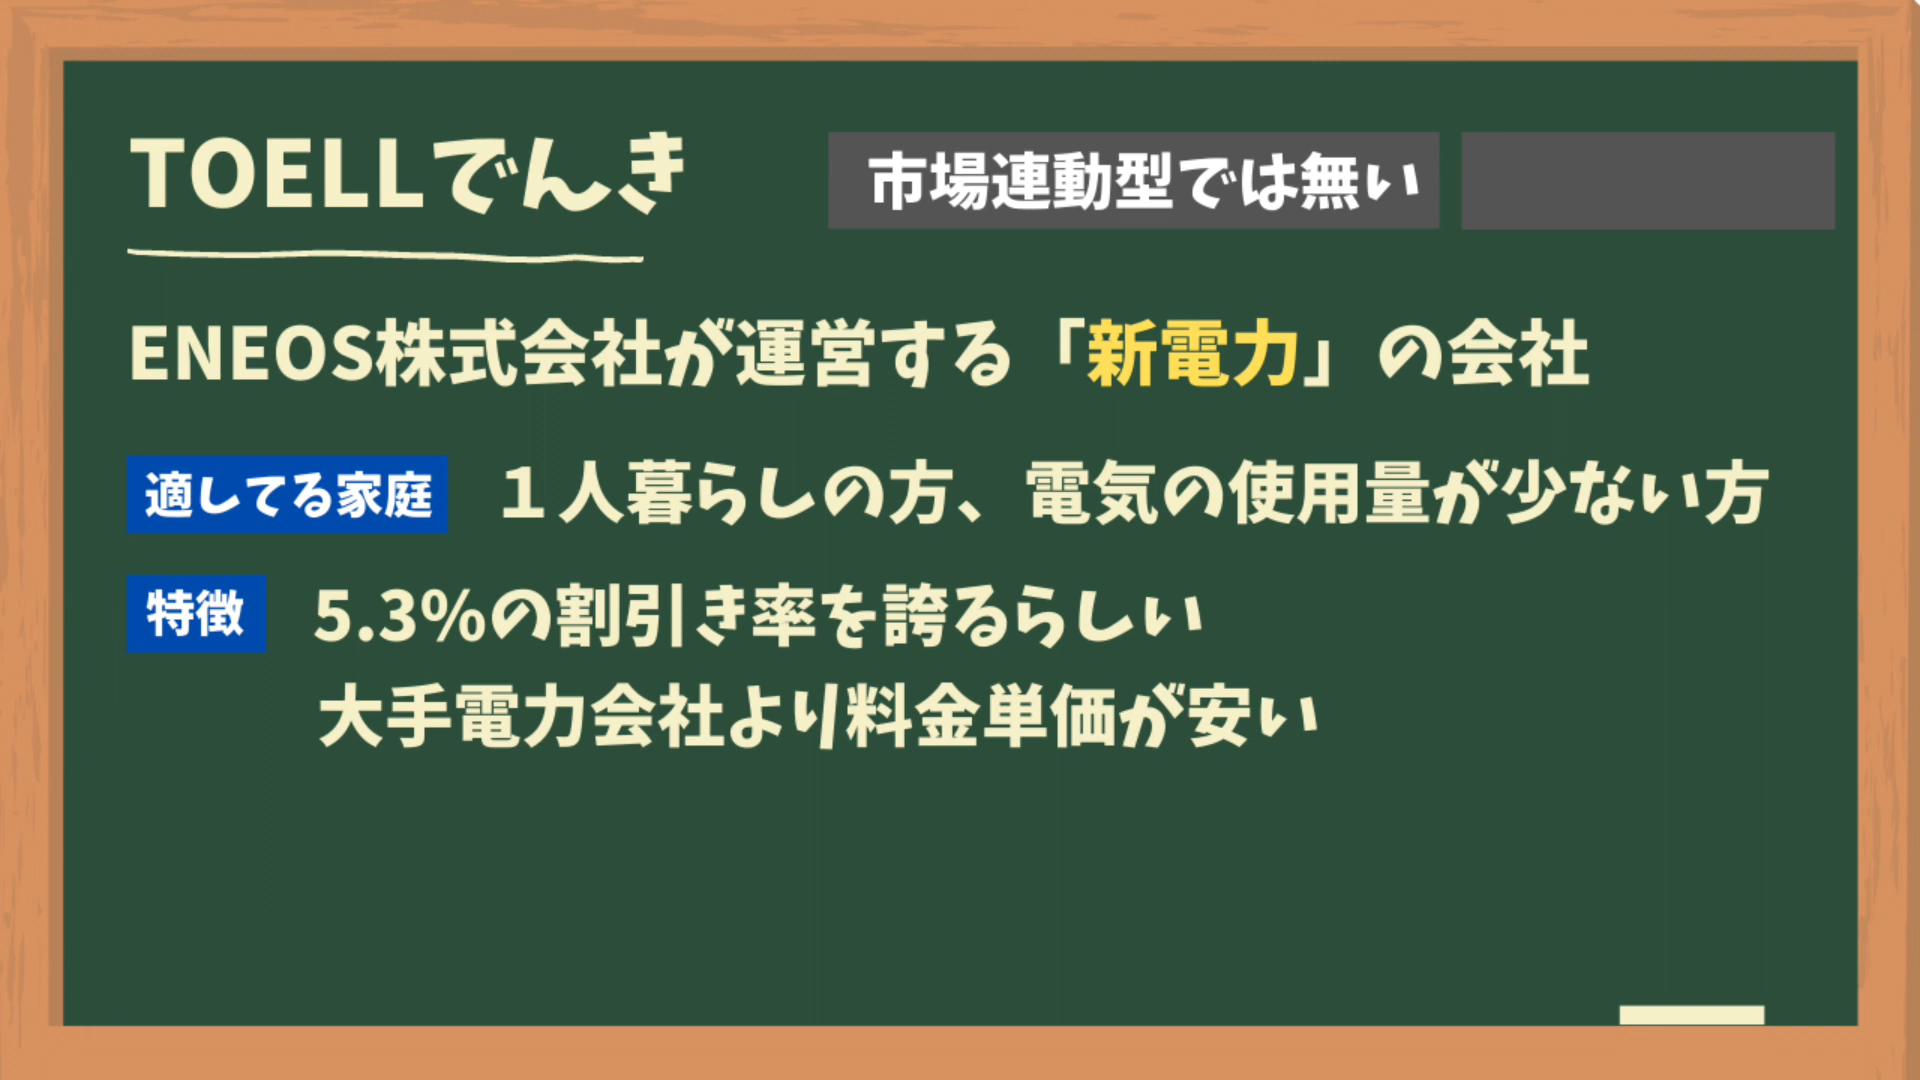 TOELLでんき
市場連動型では無い
ENEOS株式会社が運営する「新電力」の会社
適してる家庭 １人暮らしの方、電気の使用量が少ない方
特徴 5.3%の割引き率を誇るらしい
大手電力会社より料金単価が安い